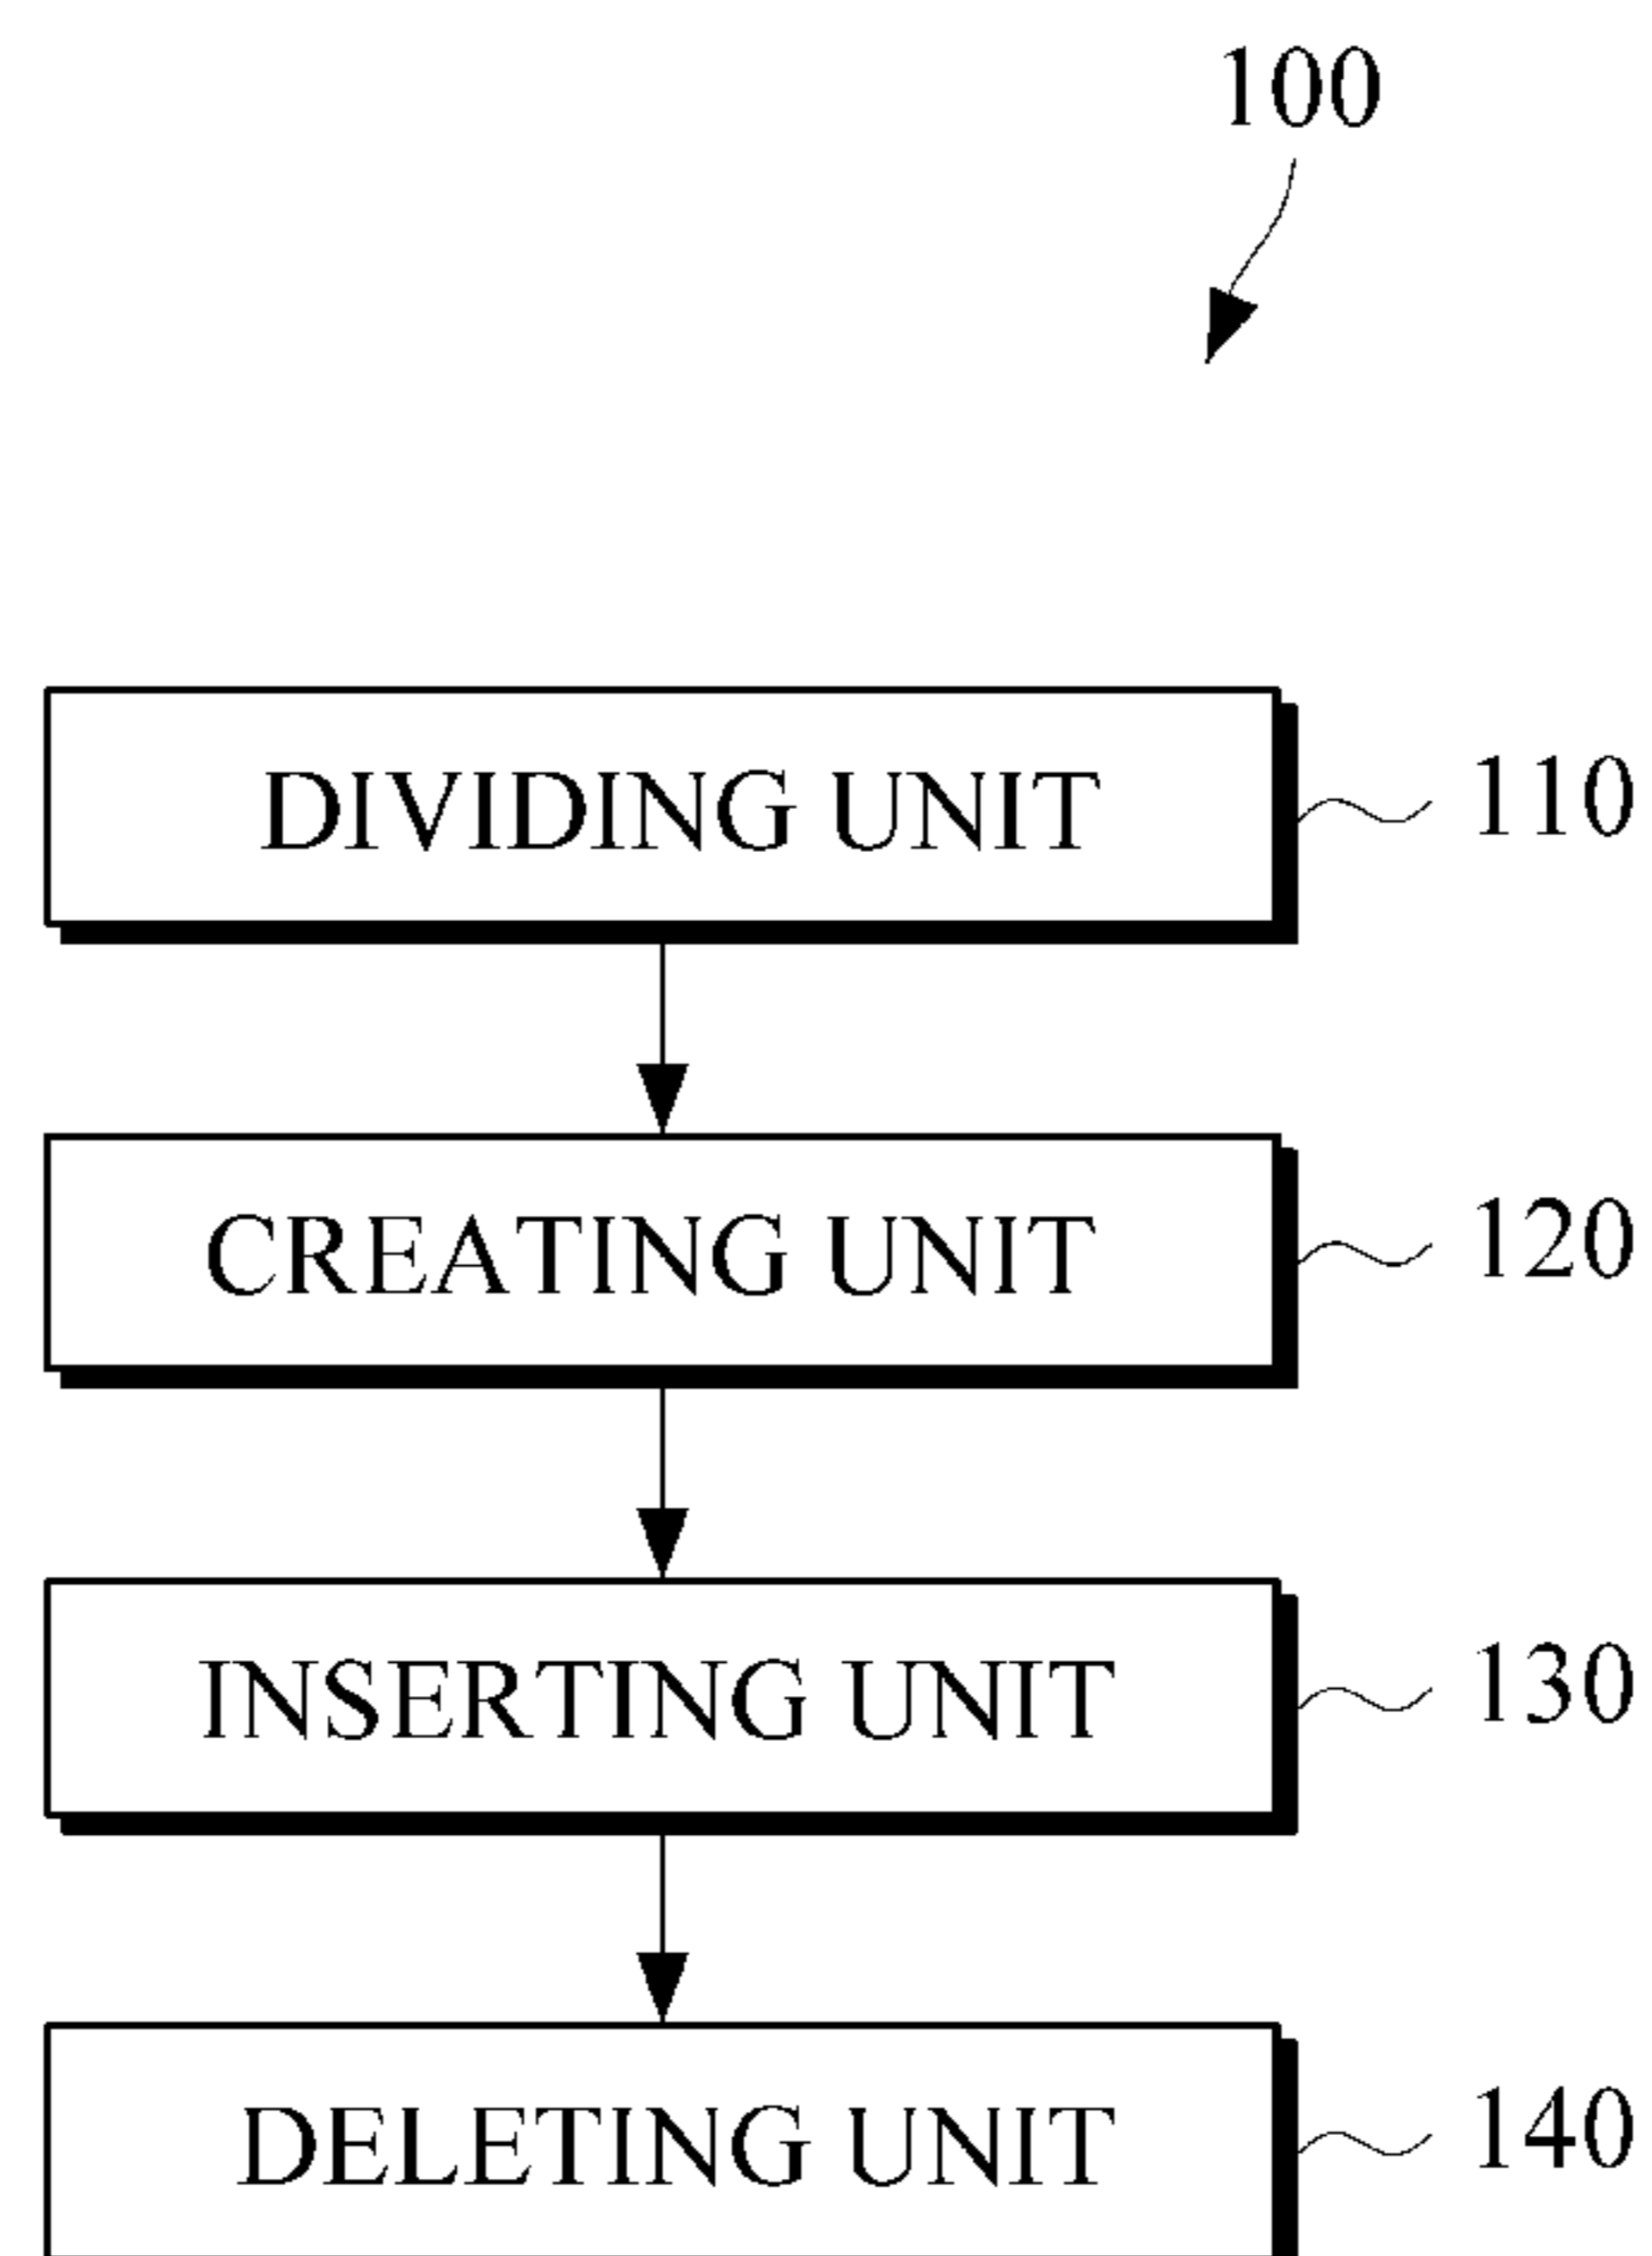 100
DIVIDING UNIT 110
CREATING UNIT 120
INSERTING UNIT 130
DELETING UNIT 140